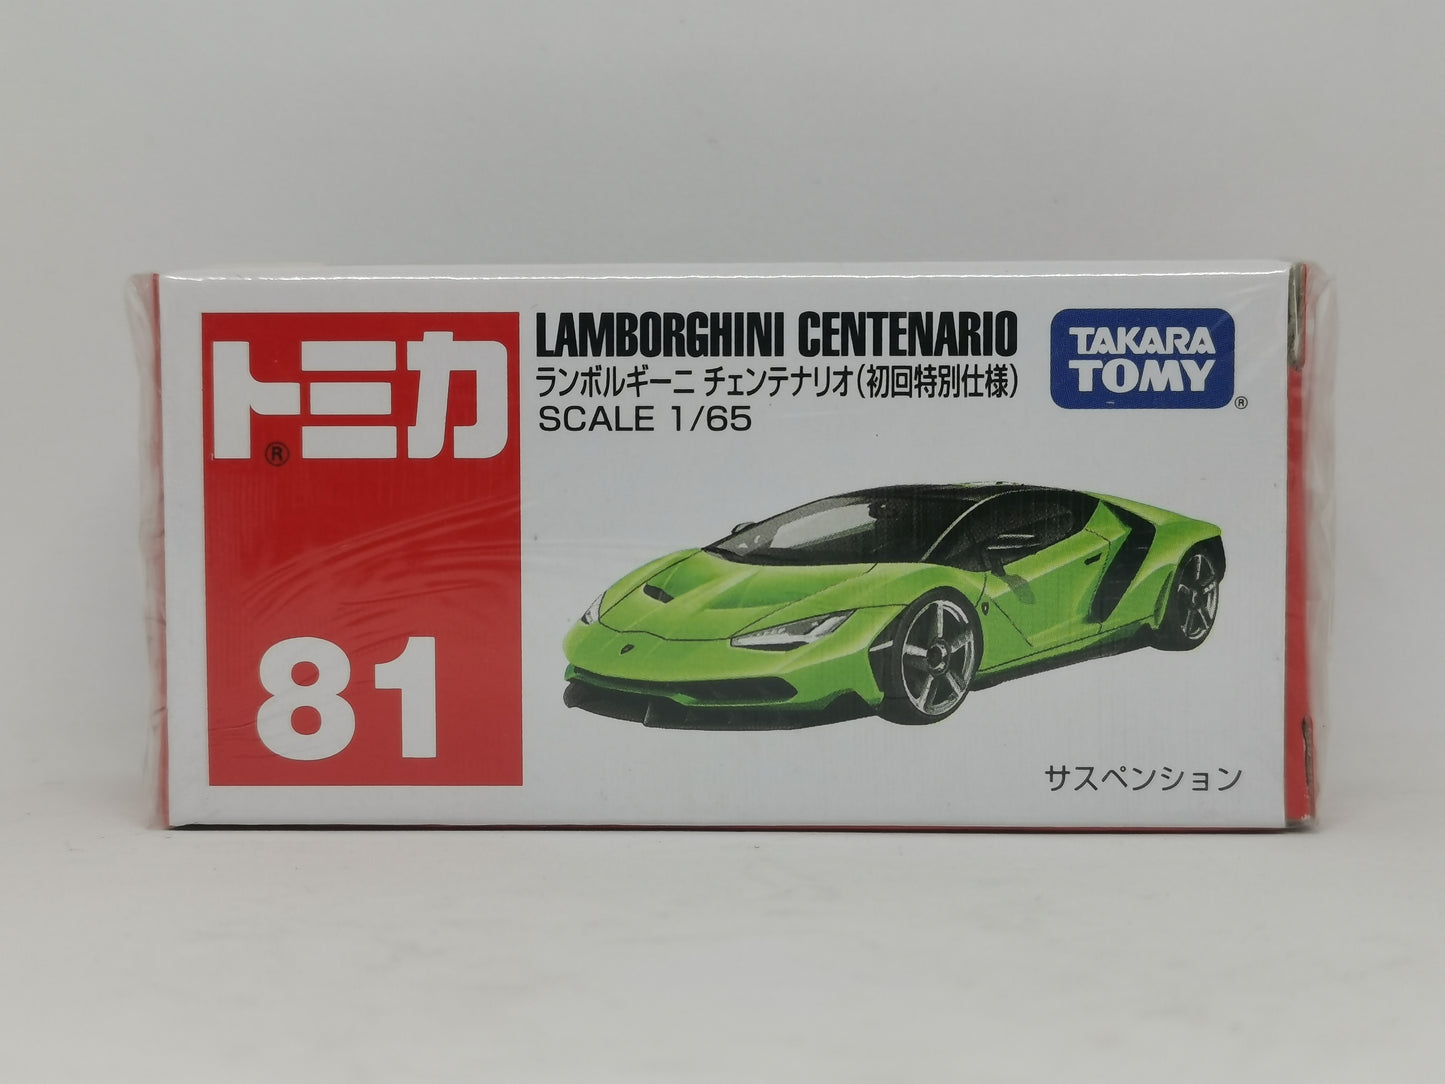 トミカ
®
81
LAMBORGHINI CENTENARIO
ランボルギーニ チェンテナリオ(初回特別仕様)
SCALE 1/65
TAKARA
TOMY
®
サスペンション